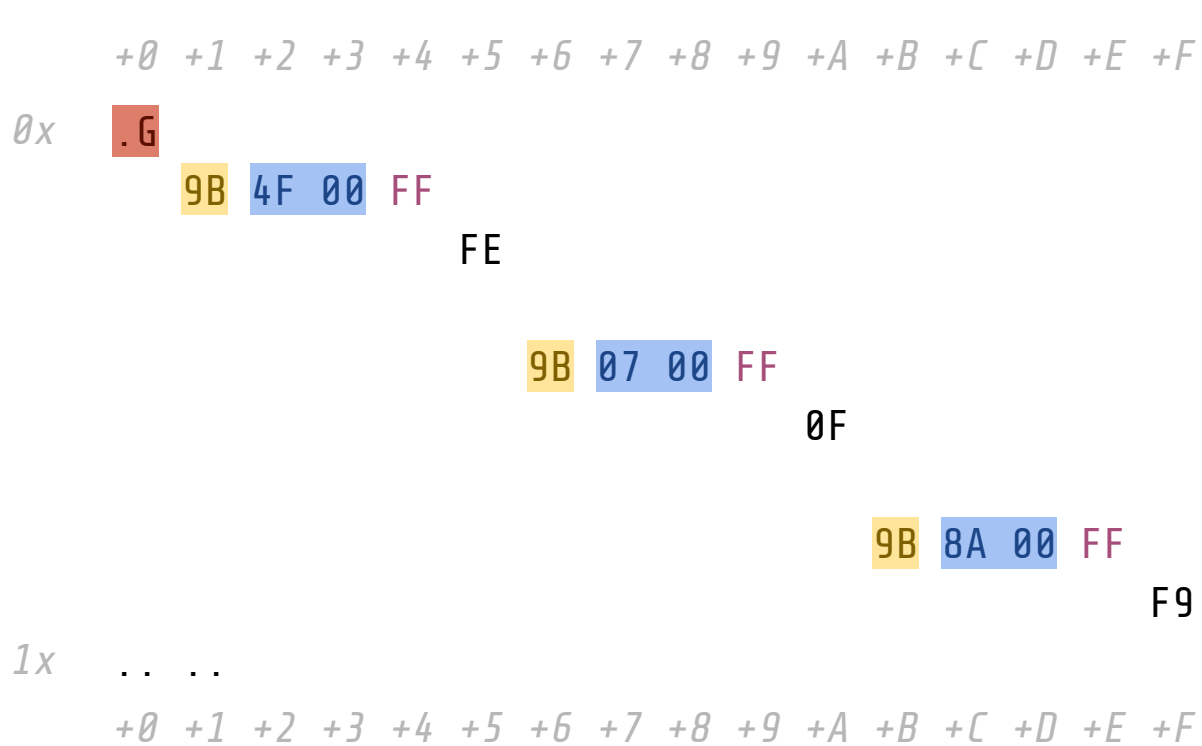 +0 +1 +2 +3 +4 +5 +6 +7 +8 +9 +A +B +C +D +E +F
0x .G
9B 4F 00 FF
FE
9B 07 00 FF
0F
9B 8A 00 FF
F9
1x .. ..
+0 +1 +2 +3 +4 +5 +6 +7 +8 +9 +A +B +C +D +E +F